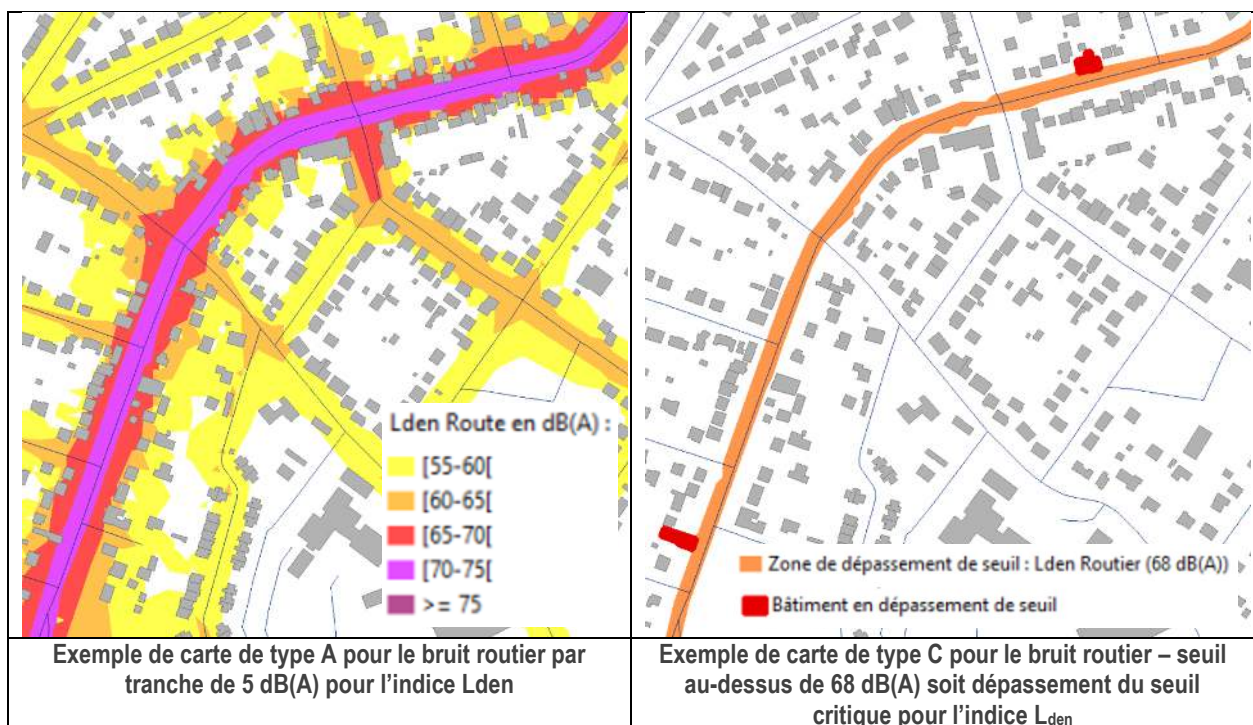 Lden Route en dB(A) :
[55-60[
[60-65[
[65-70[
[70-75[
>= 75
Zone de dépassement de seuil : Lden Routier (68 dB(A))
Bâtiment en dépassement de seuil
Exemple de carte de type A pour le bruit routier par
tranche de 5 dB(A) pour l'indice Lden
Exemple de carte de type C pour le bruit routier – seuil
au-dessus de 68 dB(A) soit dépassement du seuil
critique pour l'indice Lden